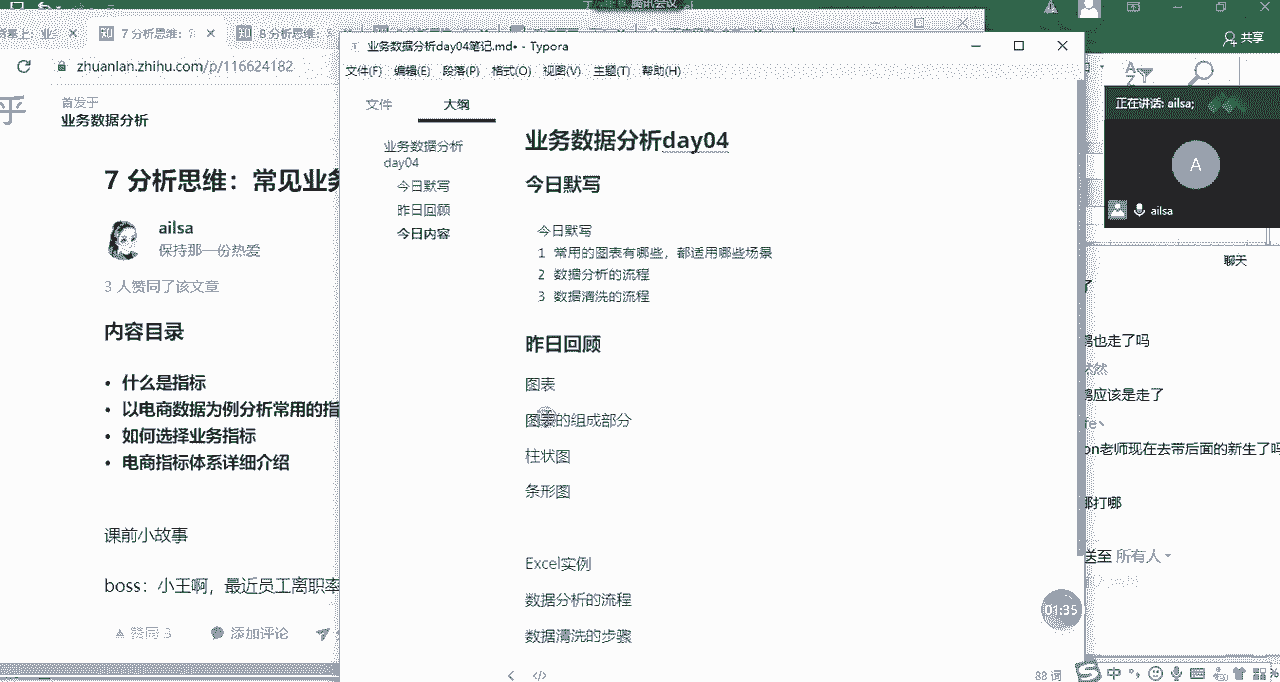 腾讯会议
7 分析思维：
8 分析思维：
zhuanlan.zhihu.com/p/116624182
共享
乎
首发于
业务数据分析
7 分析思维：常见业务
ailsa
保持那一份热爱
3 人赞同了该文章
内容目录
• 什么是指标
• 以电商数据为例分析常用的指
• 如何选择业务指标
• 电商指标体系详细介绍
课前小故事
boss：小王啊，最近员工离职率
赞同 3
添加评论
业务数据分析day04笔记.md• - Typora
文件(F) 编辑(E) 段落(P) 格式(O) 视图(V) 主题(T) 帮助(H)
文件 大纲
业务数据分析
day04
今日默写
昨日回顾
今日内容
业务数据分析day04
今日默写
今日默写
1 常用的图表有哪些，都适用哪些场景
2 数据分析的流程
3 数据清洗的流程
昨日回顾
图表
图表的组成部分
柱状图
条形图
Excel实例
数据分析的流程
数据清洗的步骤
88 词
01:35
正在讲话: ailsa;
A
ailsa
聊天
了
也走了吗
应该是走了
on老师现在去带后面的新生了吗
都打哪
送至 所有人
中